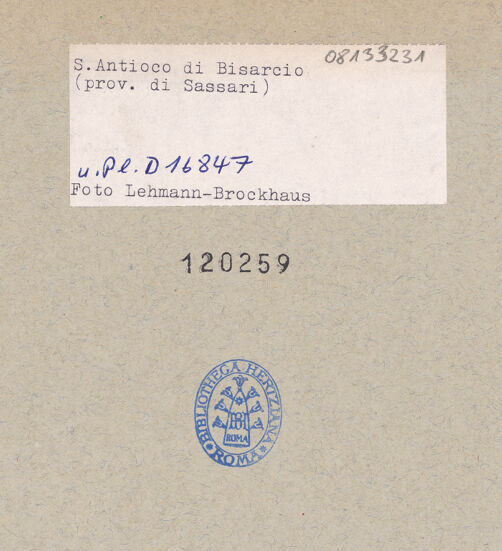 08133231
S.Antioco di Bisarcio
(prov. di Sassari)
u.Pl.D16847
Foto Lehmann-Brockhaus
120259
BIBLIOTHECA HERTZIANA
ROMA
ROMA